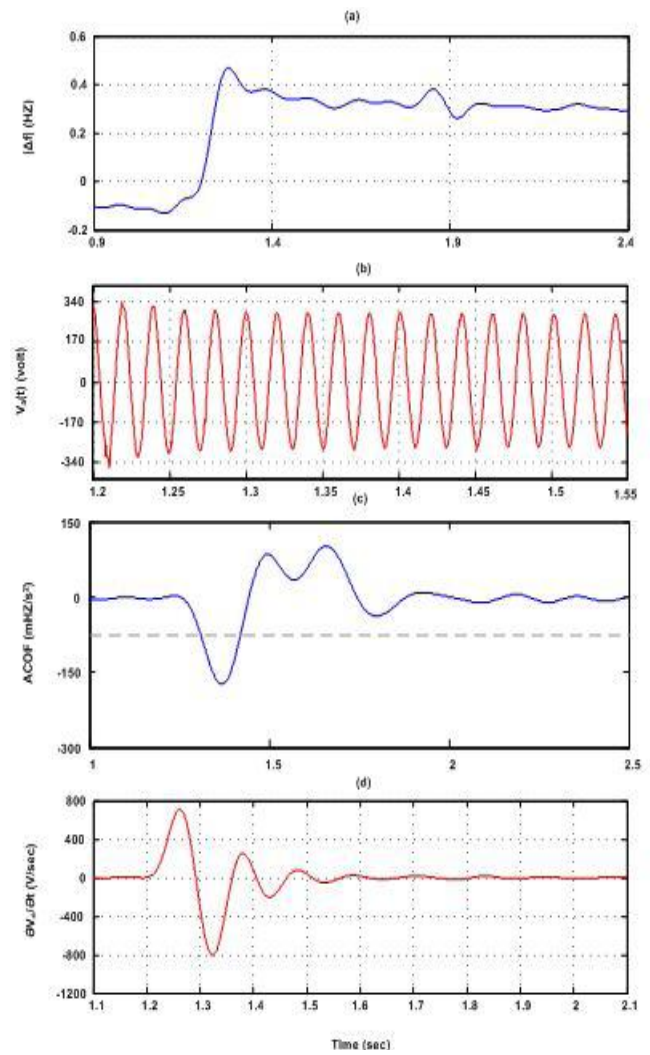 (a)
|Δf| (HZ)
0.6
0.4
0.2
0
-0.2
0.9 1.4 1.9 2.4
(b)
Vₐ(t) (volt)
340
170
0
-170
-340
1.2 1.25 1.3 1.35 1.4 1.45 1.5 1.55
(c)
ACOF (mHZ/s²)
150
0
-150
-300
1 1.5 2 2.5
(d)
(V/sec)
800
400
0
-400
-800
-1200
1.1 1.2 1.3 1.4 1.5 1.6 1.7 1.8 1.9 2 2.1
Time (sec)